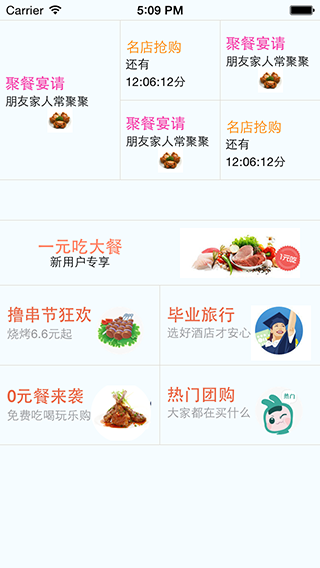 Carrier 5:09 PM
聚餐宴请
朋友家人常聚聚
名店抢购
还有
12:06:12分
聚餐宴请
朋友家人常聚聚
聚餐宴请
朋友家人常聚聚
名店抢购
还有
12:06:12分
一元吃大餐
新用户专享
1元吃
撸串节狂欢
烧烤6.6元起
毕业旅行
选好酒店才安心
0元餐来袭
免费吃喝玩乐购
热门团购
大家都在买什么
热门